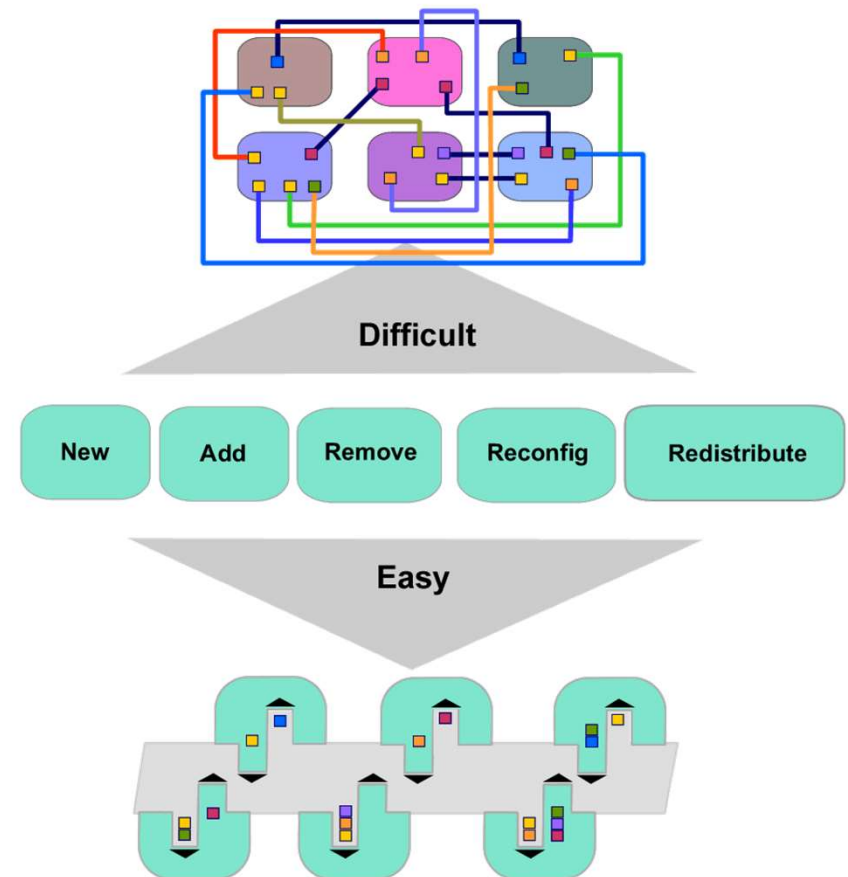 Difficult
New
Add
Remove
Reconfig
Redistribute
Easy